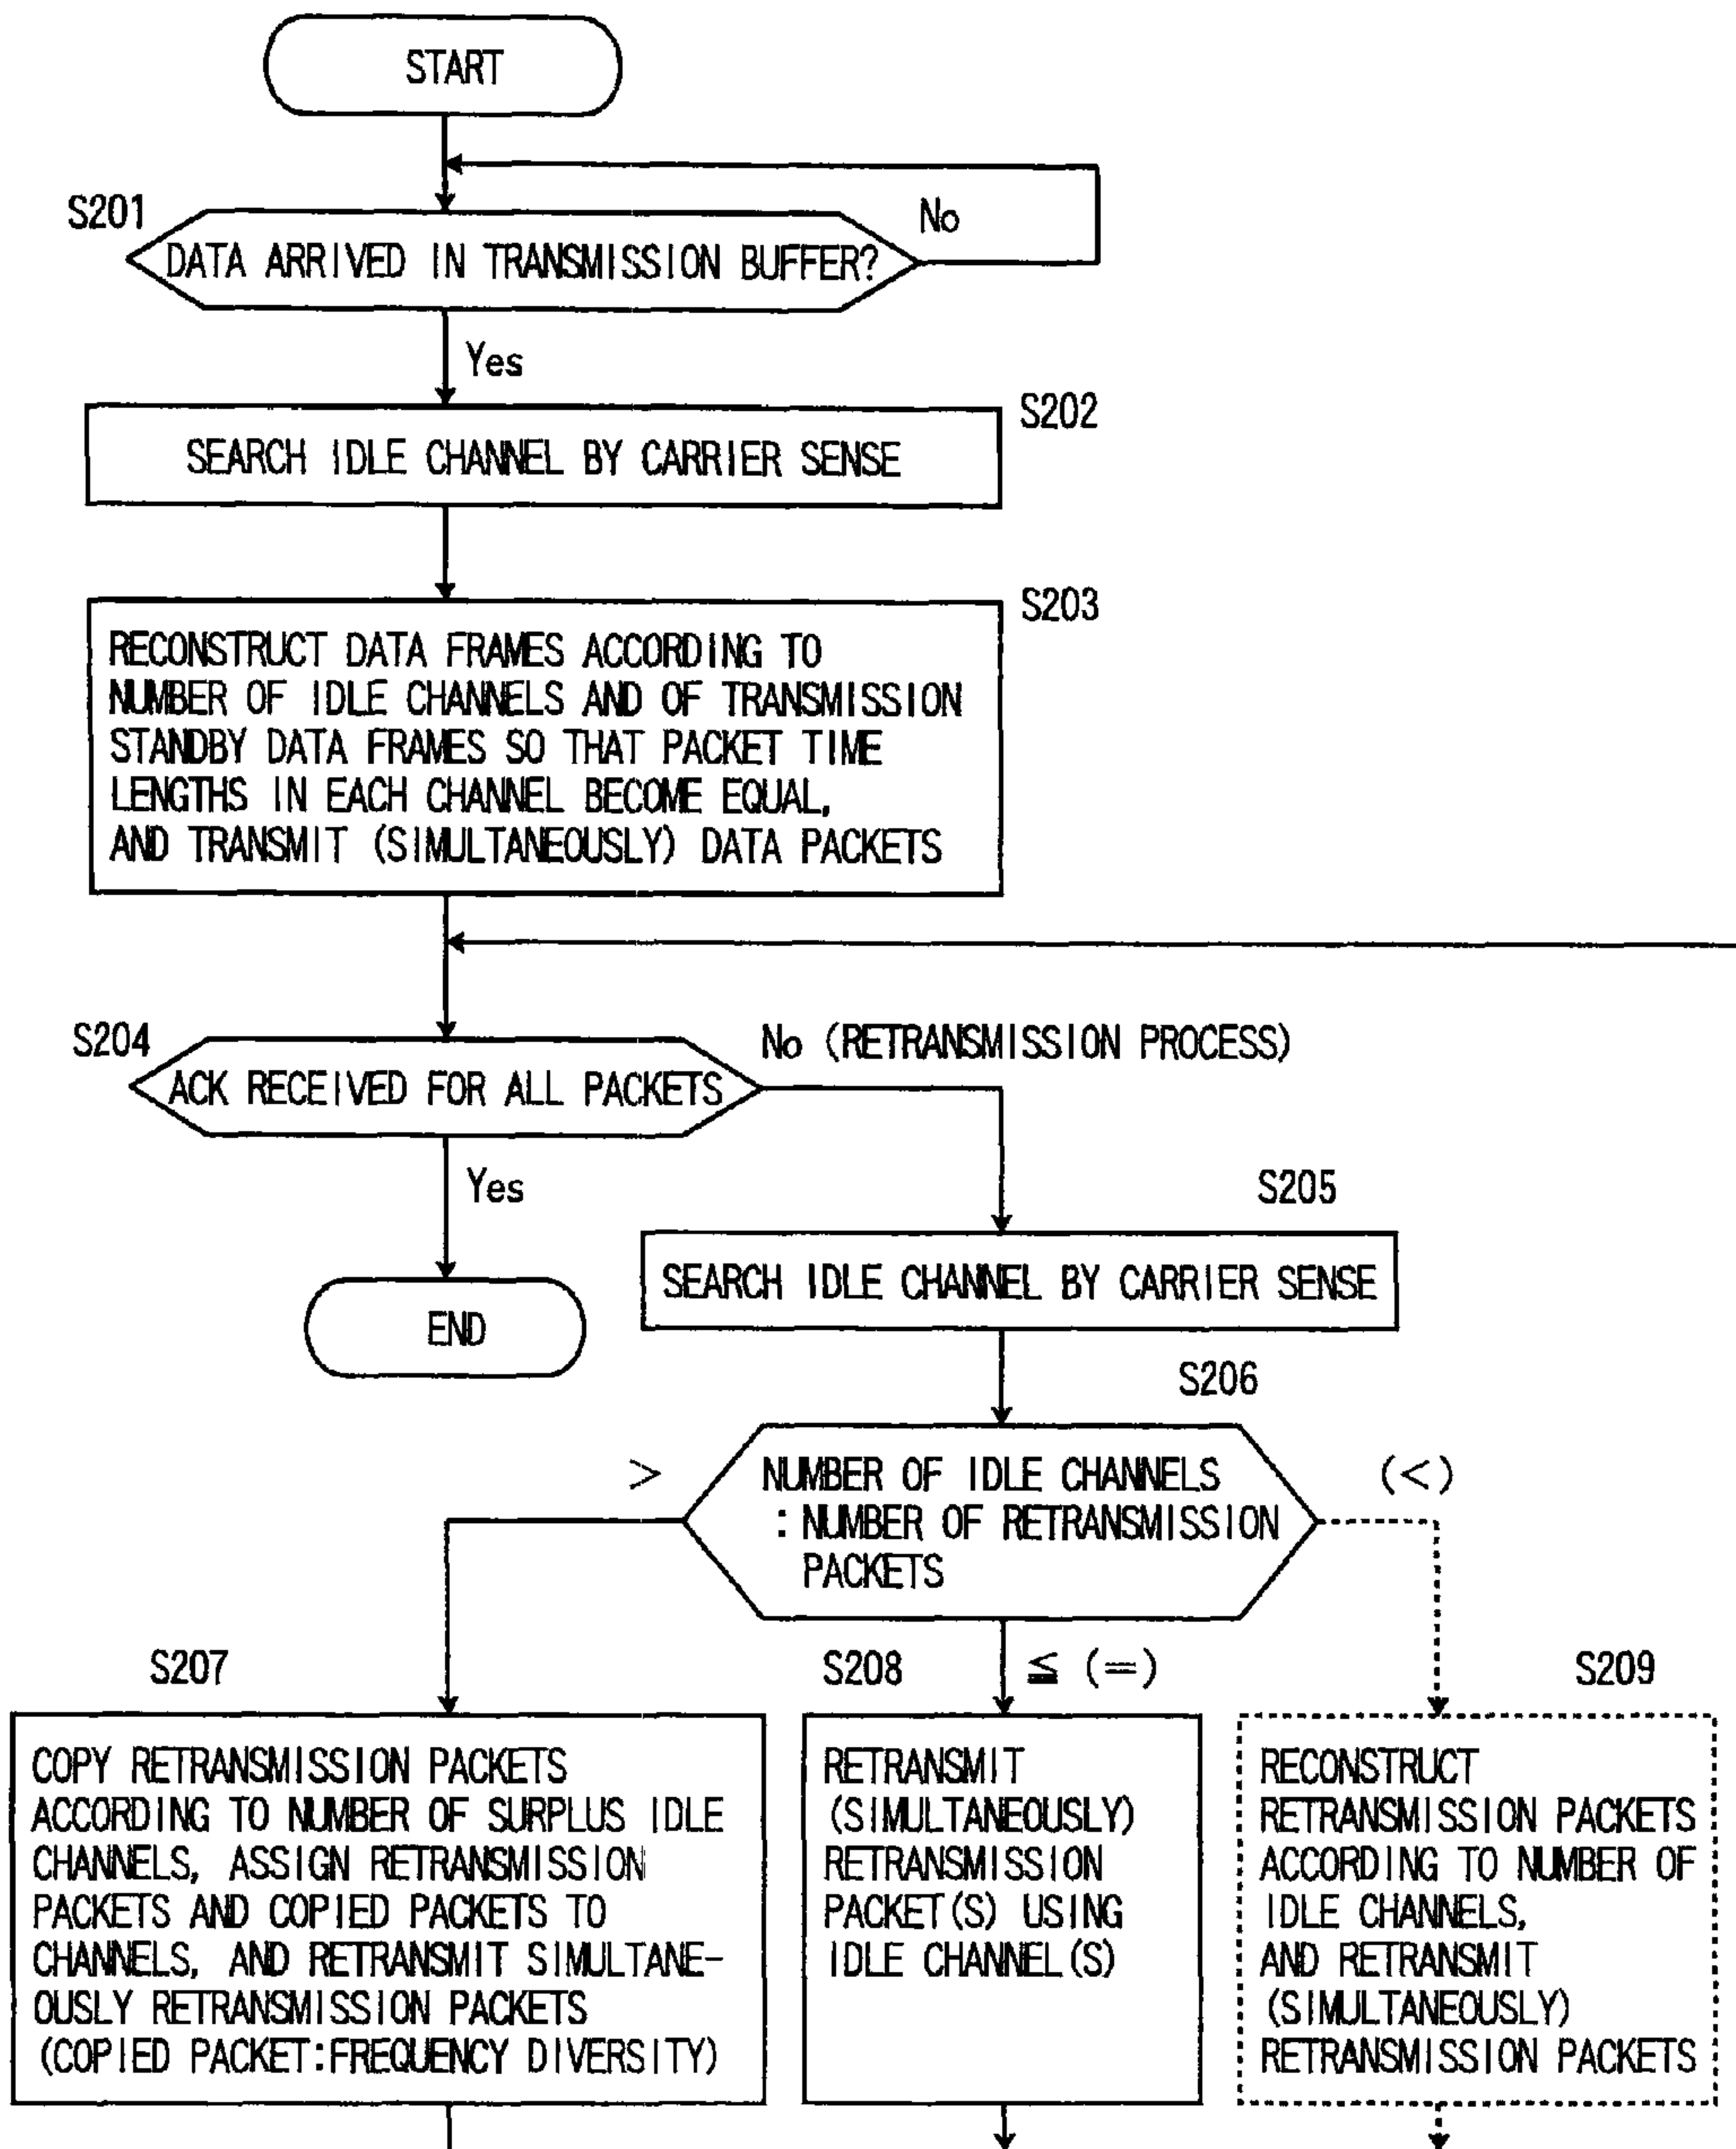 START
S201
DATA ARRIVED IN TRANSMISSION BUFFER?
No
Yes
S202
SEARCH IDLE CHANNEL BY CARRIER SENSE
S203
RECONSTRUCT DATA FRAMES ACCORDING TO
NUMBER OF IDLE CHANNELS AND OF TRANSMISSION
STANDBY DATA FRAMES SO THAT PACKET TIME
LENGTHS IN EACH CHANNEL BECOME EQUAL,
AND TRANSMIT (SIMULTANEOUSLY) DATA PACKETS
S204
ACK RECEIVED FOR ALL PACKETS
No (RETRANSMISSION PROCESS)
Yes
END
S205
SEARCH IDLE CHANNEL BY CARRIER SENSE
S206
NUMBER OF IDLE CHANNELS
: NUMBER OF RETRANSMISSION
PACKETS
>
(<)
S207
COPY RETRANSMISSION PACKETS
ACCORDING TO NUMBER OF SURPLUS IDLE
CHANNELS, ASSIGN RETRANSMISSION
PACKETS AND COPIED PACKETS TO
CHANNELS, AND RETRANSMIT SIMULTANE-
OUSLY RETRANSMISSION PACKETS
(COPIED PACKET:FREQUENCY DIVERSITY)
S208
≦ (=)
RETRANSMIT
(SIMULTANEOUSLY)
RETRANSMISSION
PACKET(S) USING
IDLE CHANNEL(S)
S209
RECONSTRUCT
RETRANSMISSION PACKETS
ACCORDING TO NUMBER OF
IDLE CHANNELS,
AND RETRANSMIT
(SIMULTANEOUSLY)
RETRANSMISSION PACKETS